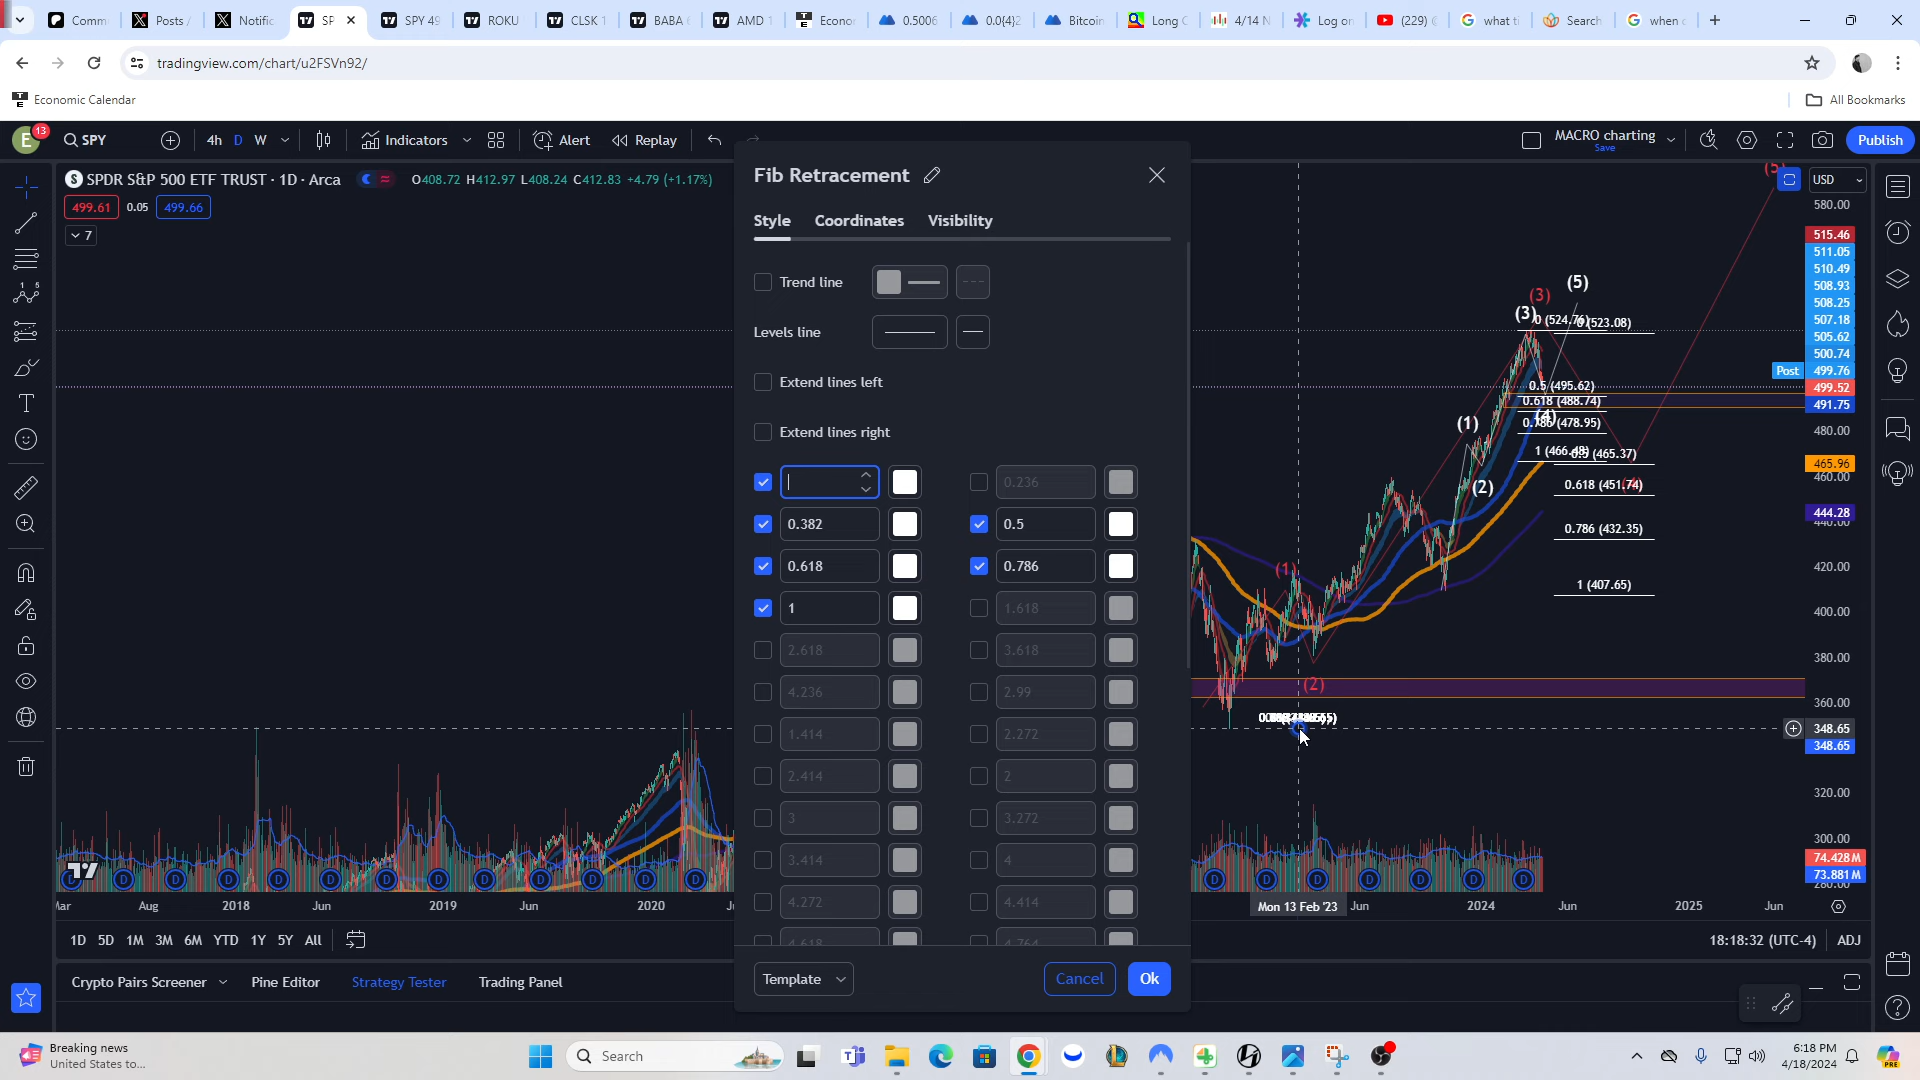 Comm
Posts /
Notific
SP
SPY 49
ROKU
CLSK 1
BABA 6
AMD 1
Econo
0.5006
0.0{4}2
Bitcoin
Long C
4/14 N
Log on
(229)
what ti
Search
when
tradingview.com/chart/u2FSVn92/
Economic Calendar
All Bookmarks
E
13
SPY
4h
D
W
Indicators
Alert
Replay
MACRO charting
Save
Publish
SPDR S&P 500 ETF TRUST · 1D · Arca
O408.72 H412.97 L408.24 C412.83 +4.79 (+1.17%)
499.61
0.05
499.66
7
Fib Retracement
Style
Coordinates
Visibility
Trend line
Levels line
Extend lines left
Extend lines right
0.236
0.382
0.5
0.618
0.786
1
1.618
2.618
3.618
4.236
2.99
1.414
2.272
2.414
2
3
3.272
3.414
4
4.272
4.414
4.618
4.764
Template
Cancel
Ok
(5)
(5)
(3)
(3)
0 (524.76)
(523.08)
0.5 (495.62)
0.618 (488.74)
(4)
0.786 (478.95)
(1)
1 (466.48)
(465.37)
0.618 (451.74)
(2)
0.786 (432.35)
(1)
1 (407.65)
(2)
USD
580.00
515.46
511.05
510.49
508.93
508.25
507.18
505.62
500.74
Post
499.76
499.52
491.75
480.00
465.96
460.00
444.28
440.00
420.00
400.00
380.00
360.00
348.65
348.65
320.00
300.00
74.428M
73.881M
280.00
Mar
Aug
2018
Jun
2019
Jun
2020
Mon 13 Feb '23
Jun
2024
Jun
2025
Jun
1D
5D
1M
3M
6M
YTD
1Y
5Y
All
18:18:32 (UTC-4)
ADJ
Crypto Pairs Screener
Pine Editor
Strategy Tester
Trading Panel
Breaking news
United States to...
Search
6:18 PM
4/18/2024